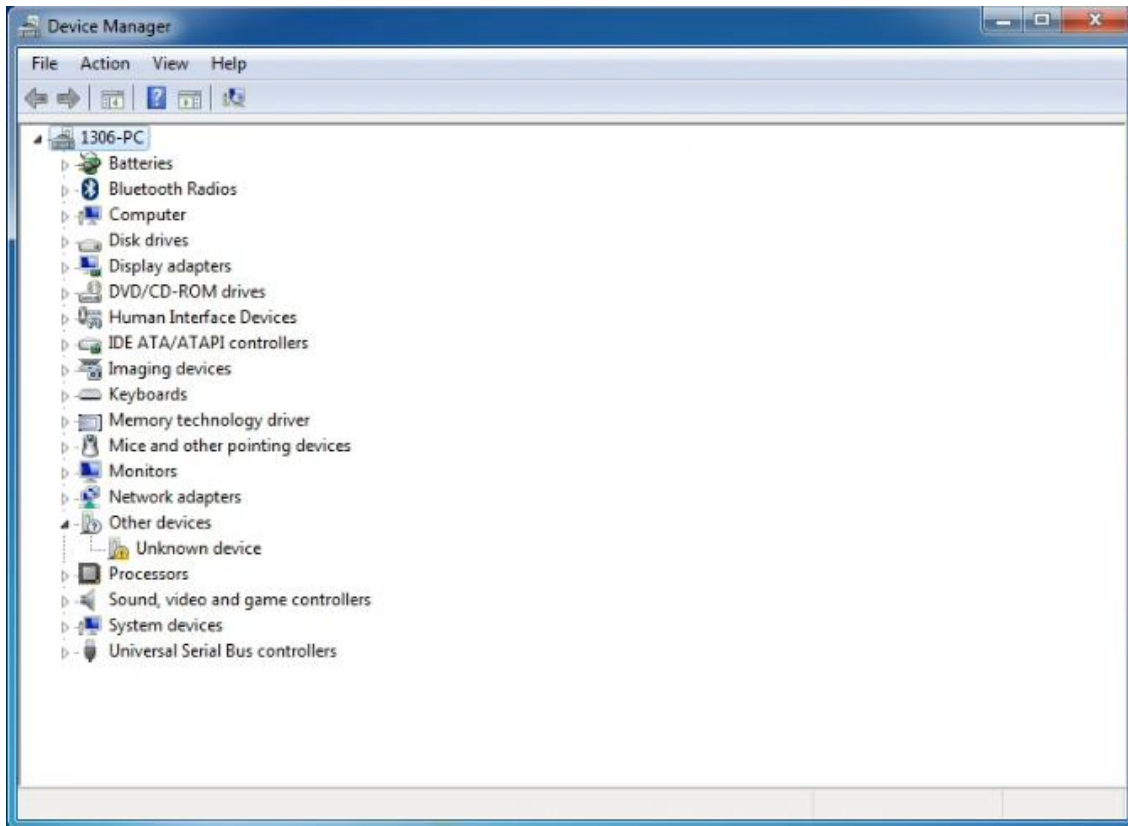 Device Manager
File Action View Help
1306-PC
Batteries
Bluetooth Radios
Computer
Disk drives
Display adapters
DVD/CD-ROM drives
Human Interface Devices
IDE ATA/ATAPI controllers
Imaging devices
Keyboards
Memory technology driver
Mice and other pointing devices
Monitors
Network adapters
Other devices
Unknown device
Processors
Sound, video and game controllers
System devices
Universal Serial Bus controllers